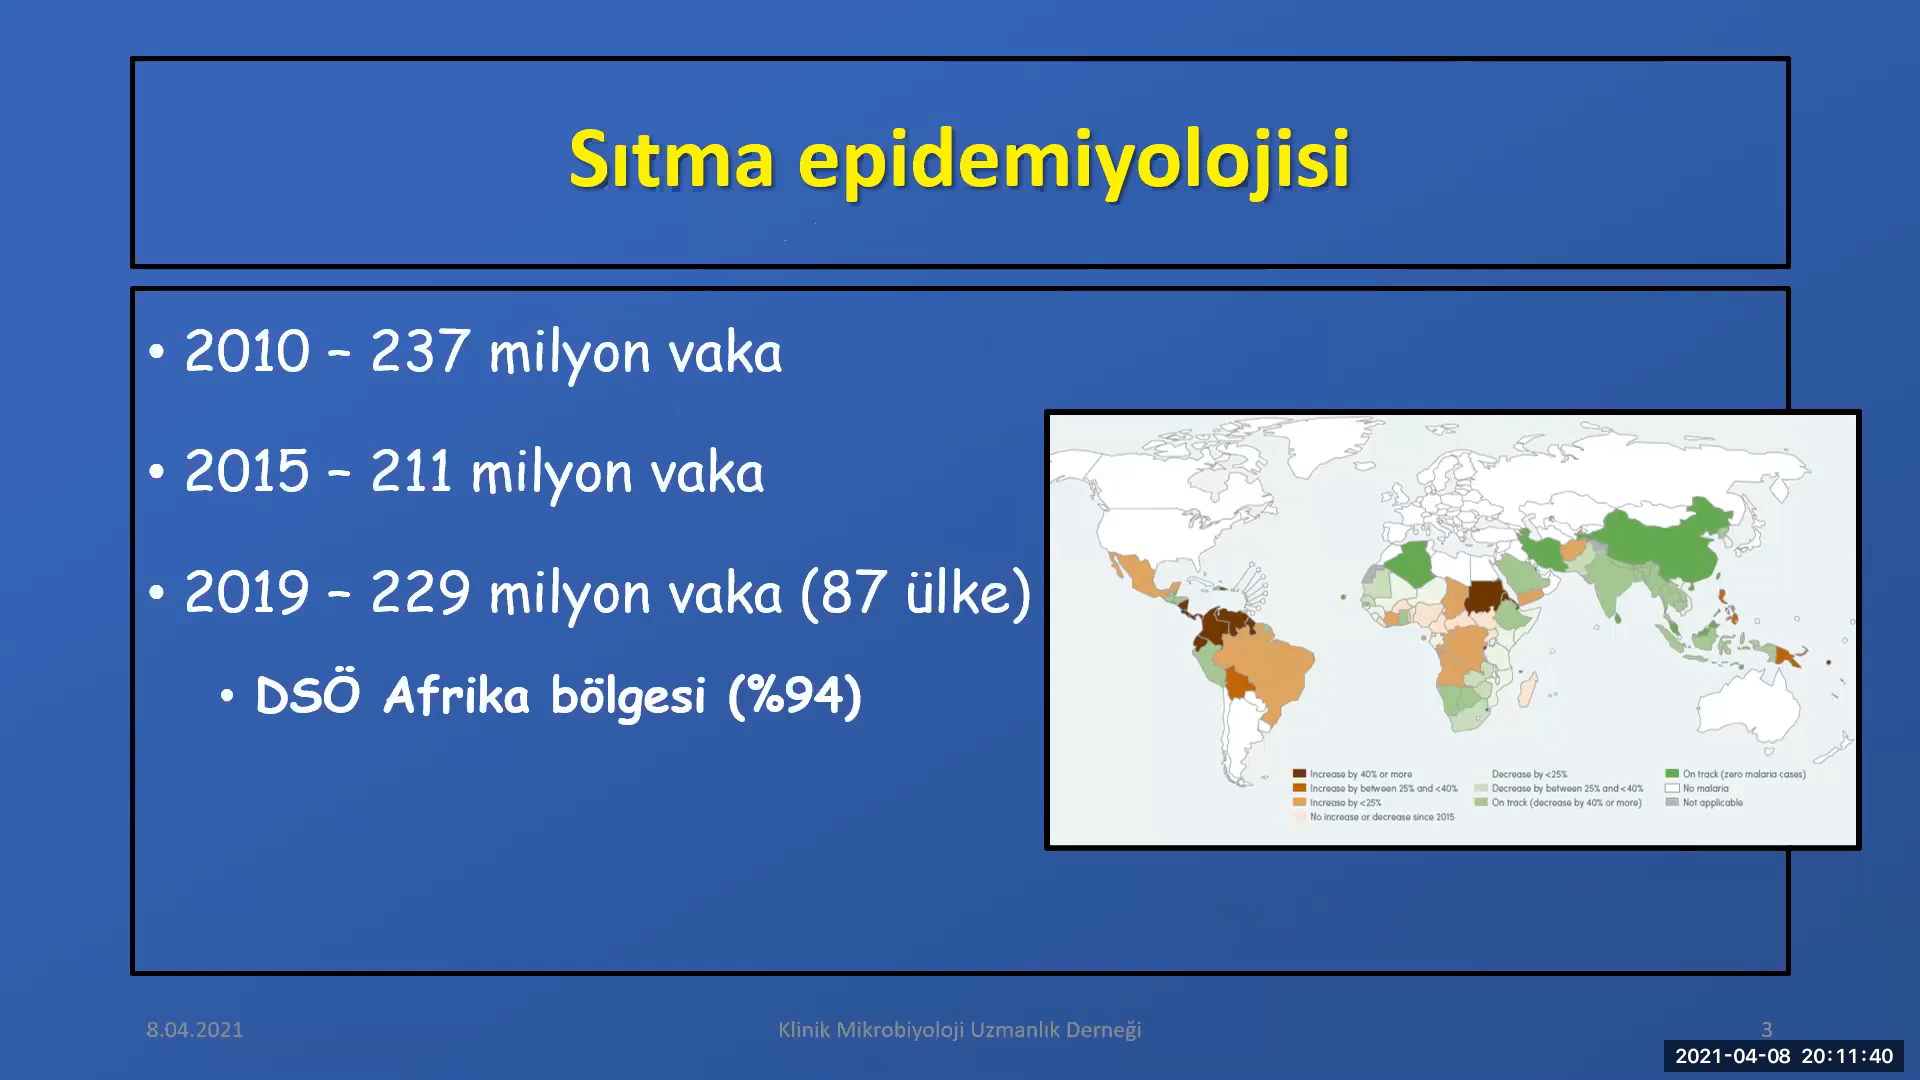 Sıtma epidemiyolojisi
• 2010 – 237 milyon vaka
• 2015 – 211 milyon vaka
• 2019 – 229 milyon vaka (87 ülke)
• DSÖ Afrika bölgesi (%94)
Increase by 40% or more
Increase by between 25% and <40%
Increase by <25%
No increase or decrease since 2015
Decrease by <25%
Decrease by between 25% and <40%
On track (decrease by 40% or more)
On track (zero malaria cases)
No malaria
Not applicable
8.04.2021
Klinik Mikrobiyoloji Uzmanlık Derneği
3
2021-04-08 20:11:40